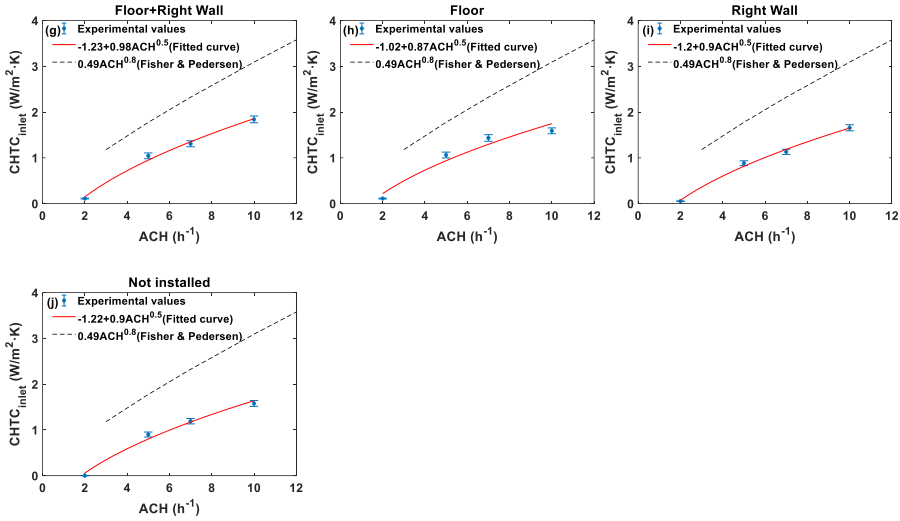 Floor+Right Wall
(g) Experimental values
-1.23+0.98ACH^0.5(Fitted curve)
0.49ACH^0.8(Fisher & Pedersen)
CHTC_inlet (W/m^2·K)
4
3
2
1
0
0 2 4 6 8 10 12
ACH (h^-1)
Floor
(h) Experimental values
-1.02+0.87ACH^0.5(Fitted curve)
0.49ACH^0.8(Fisher & Pedersen)
CHTC_inlet (W/m^2·K)
4
3
2
1
0
0 2 4 6 8 10 12
ACH (h^-1)
Right Wall
(i) Experimental values
-1.2+0.9ACH^0.5(Fitted curve)
0.49ACH^0.8(Fisher & Pedersen)
CHTC_inlet (W/m^2·K)
4
3
2
1
0
0 2 4 6 8 10 12
ACH (h^-1)
Not installed
(j) Experimental values
-1.22+0.9ACH^0.5(Fitted curve)
0.49ACH^0.8(Fisher & Pedersen)
CHTC_inlet (W/m^2·K)
4
3
2
1
0
0 2 4 6 8 10 12
ACH (h^-1)